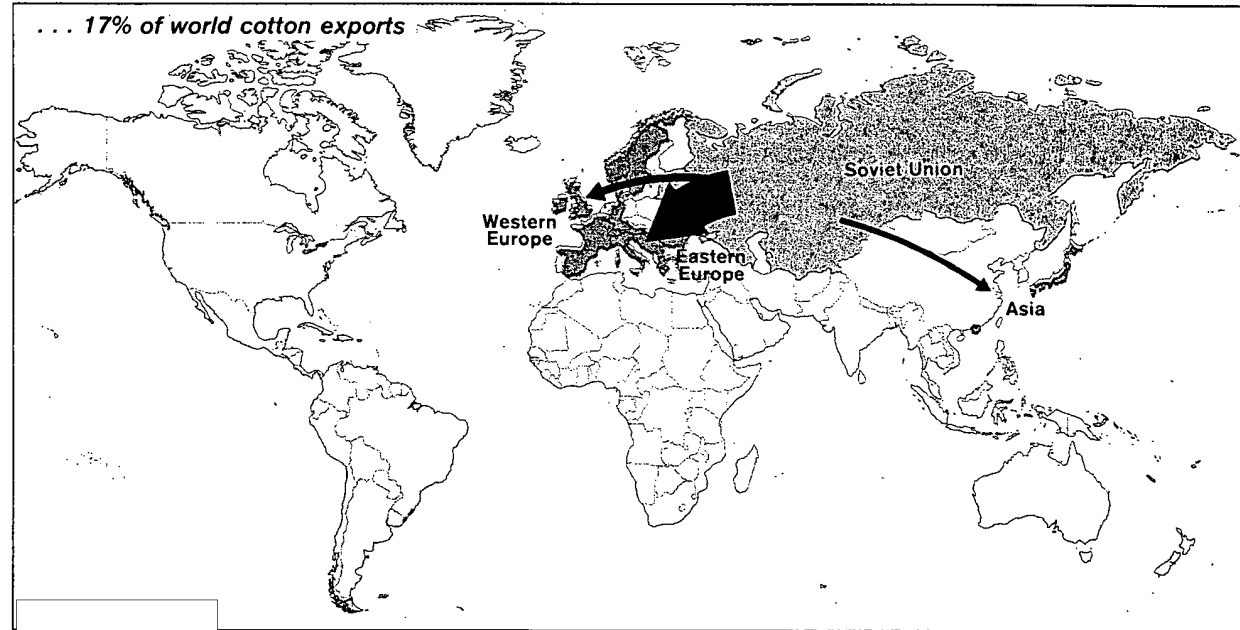 ... 17% of world cotton exports
Soviet Union
Western
Europe
Eastern
Europe
Asia